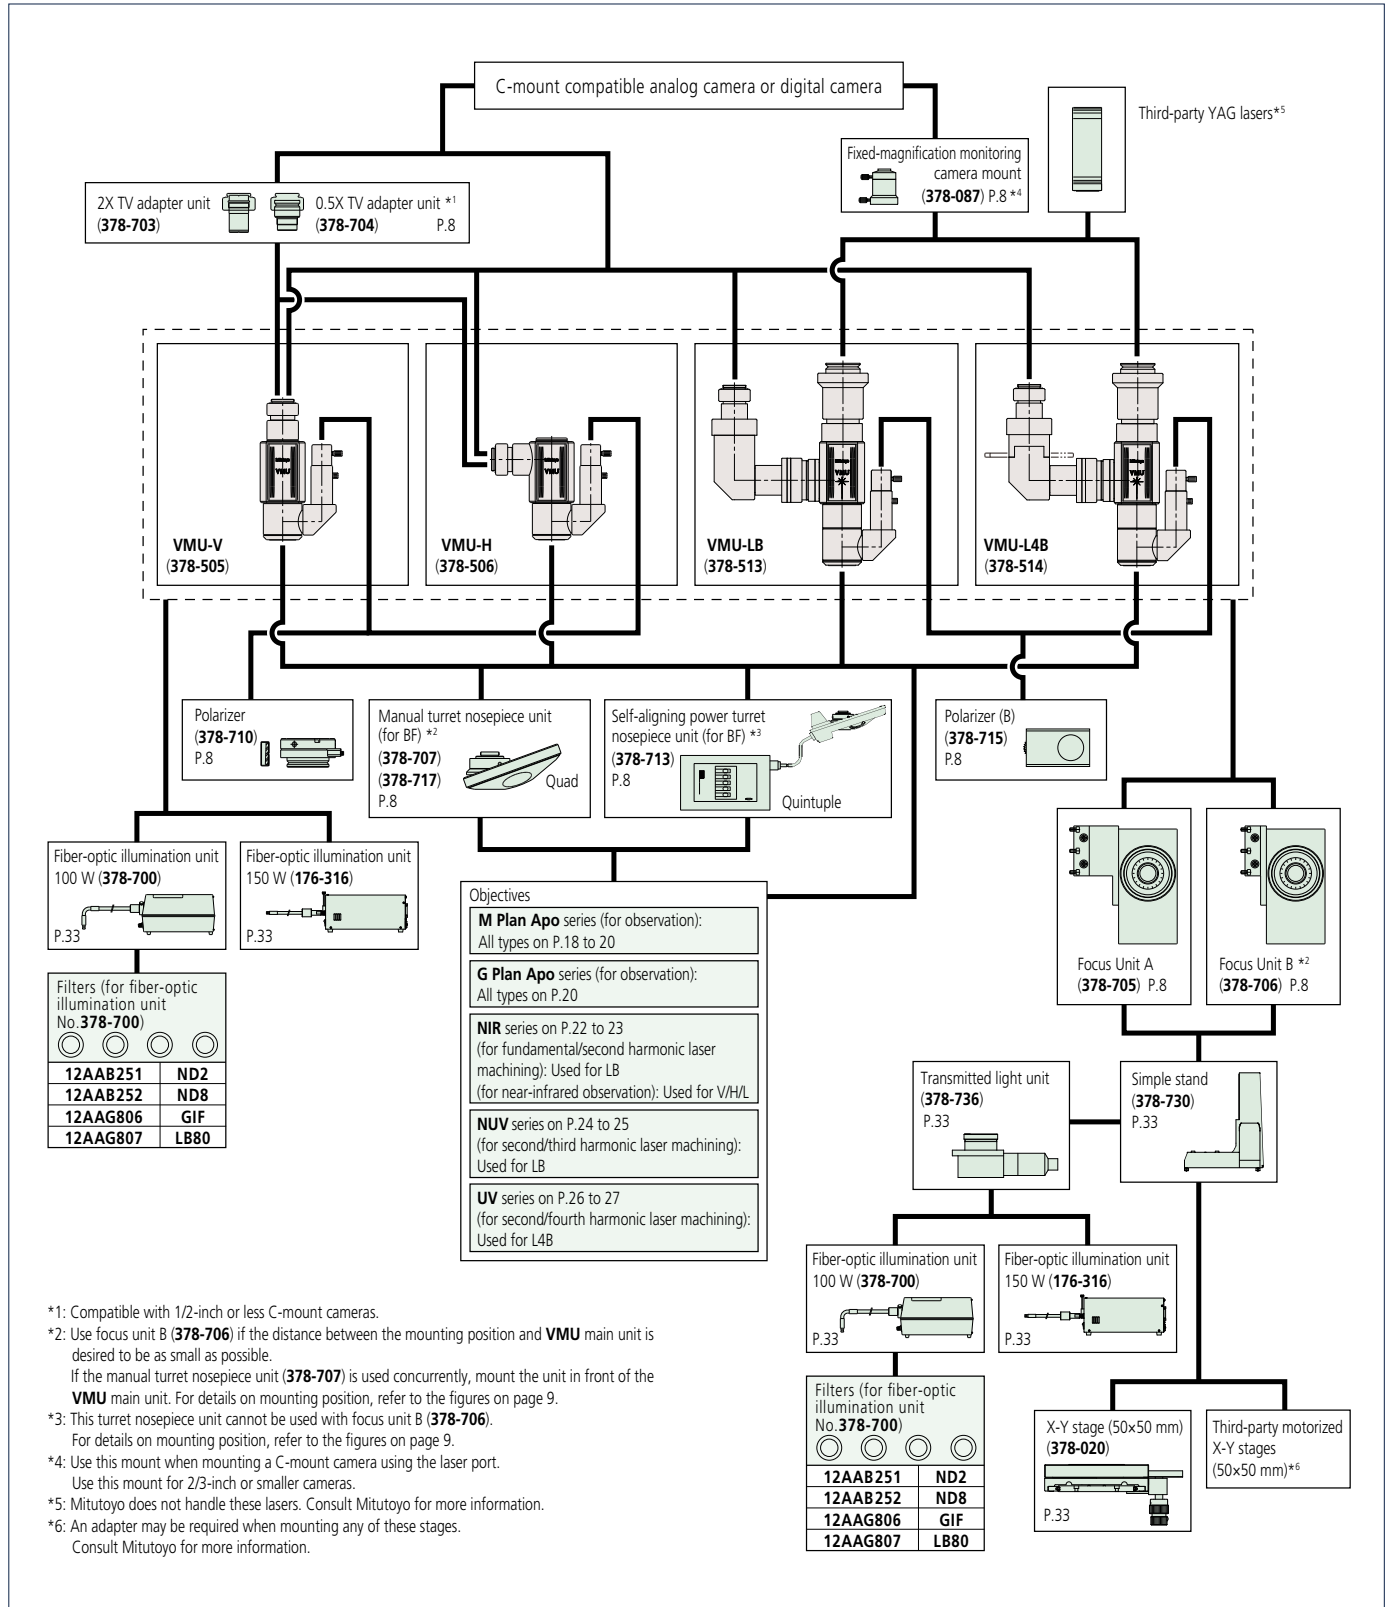 C-mount compatible analog camera or digital camera
Third-party YAG lasers*5
Fixed-magnification monitoring
camera mount
(378-087) P.8 *4
2X TV adapter unit
(378-703)
0.5X TV adapter unit *1
(378-704) P.8
VMU
VMU
VMU
VMU
VMU-V
(378-505)
VMU-H
(378-506)
VMU-LB
(378-513)
VMU-L4B
(378-514)
Polarizer
(378-710)
P.8
Manual turret nosepiece unit
(for BF) *2
(378-707)
(378-717)
P.8
Quad
Self-aligning power turret
nosepiece unit (for BF) *3
(378-713)
P.8
Quintuple
Polarizer (B)
(378-715)
P.8
Fiber-optic illumination unit
100 W (378-700)
P.33
Fiber-optic illumination unit
150 W (176-316)
P.33
Filters (for fiber-optic
illumination unit
No.378-700)
12AAB251 ND2
12AAB252 ND8
12AAG806 GIF
12AAG807 LB80
Objectives
M Plan Apo series (for observation):
All types on P.18 to 20
G Plan Apo series (for observation):
All types on P.20
NIR series on P.22 to 23
(for fundamental/second harmonic laser
machining): Used for LB
(for near-infrared observation): Used for V/H/L
NUV series on P.24 to 25
(for second/third harmonic laser machining):
Used for LB
UV series on P.26 to 27
(for second/fourth harmonic laser machining):
Used for L4B
Focus Unit A
(378-705) P.8
Focus Unit B *2
(378-706) P.8
Transmitted light unit
(378-736)
P.33
Simple stand
(378-730)
P.33
Fiber-optic illumination unit
100 W (378-700)
P.33
Fiber-optic illumination unit
150 W (176-316)
P.33
Filters (for fiber-optic
illumination unit
No.378-700)
12AAB251 ND2
12AAB252 ND8
12AAG806 GIF
12AAG807 LB80
X-Y stage (50×50 mm)
(378-020)
P.33
Third-party motorized
X-Y stages
(50×50 mm)*6
*1: Compatible with 1/2-inch or less C-mount cameras.
*2: Use focus unit B (378-706) if the distance between the mounting position and VMU main unit is
desired to be as small as possible.
If the manual turret nosepiece unit (378-707) is used concurrently, mount the unit in front of the
VMU main unit. For details on mounting position, refer to the figures on page 9.
*3: This turret nosepiece unit cannot be used with focus unit B (378-706).
For details on mounting position, refer to the figures on page 9.
*4: Use this mount when mounting a C-mount camera using the laser port.
Use this mount for 2/3-inch or smaller cameras.
*5: Mitutoyo does not handle these lasers. Consult Mitutoyo for more information.
*6: An adapter may be required when mounting any of these stages.
Consult Mitutoyo for more information.